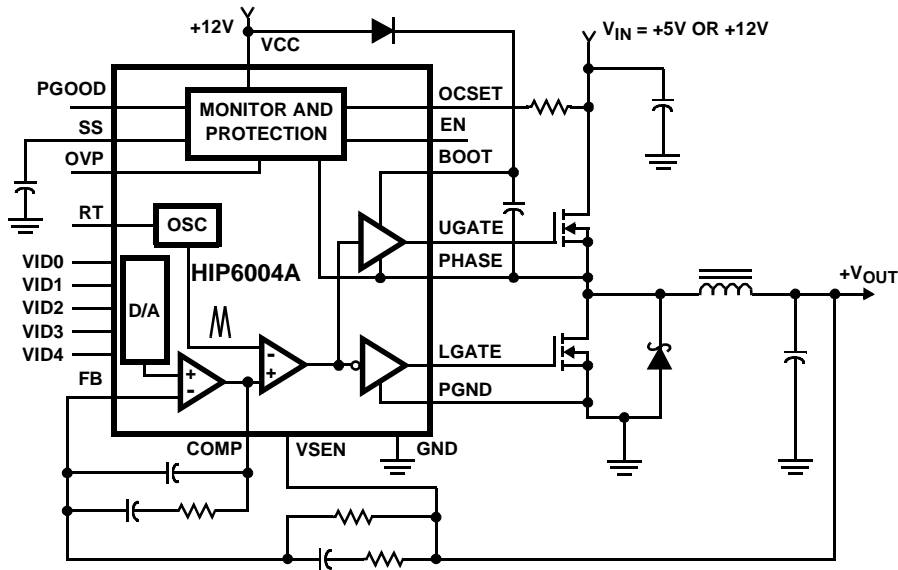 +12V
VCC
V_IN = +5V OR +12V
PGOOD
MONITOR AND
PROTECTION
OCSET
SS
EN
OVP
BOOT
RT
OSC
UGATE
HIP6004A
PHASE
VID0
VID1
VID2
VID3
VID4
D/A
+V_OUT
-
+
+
-
LGATE
FB
PGND
COMP
VSEN
GND